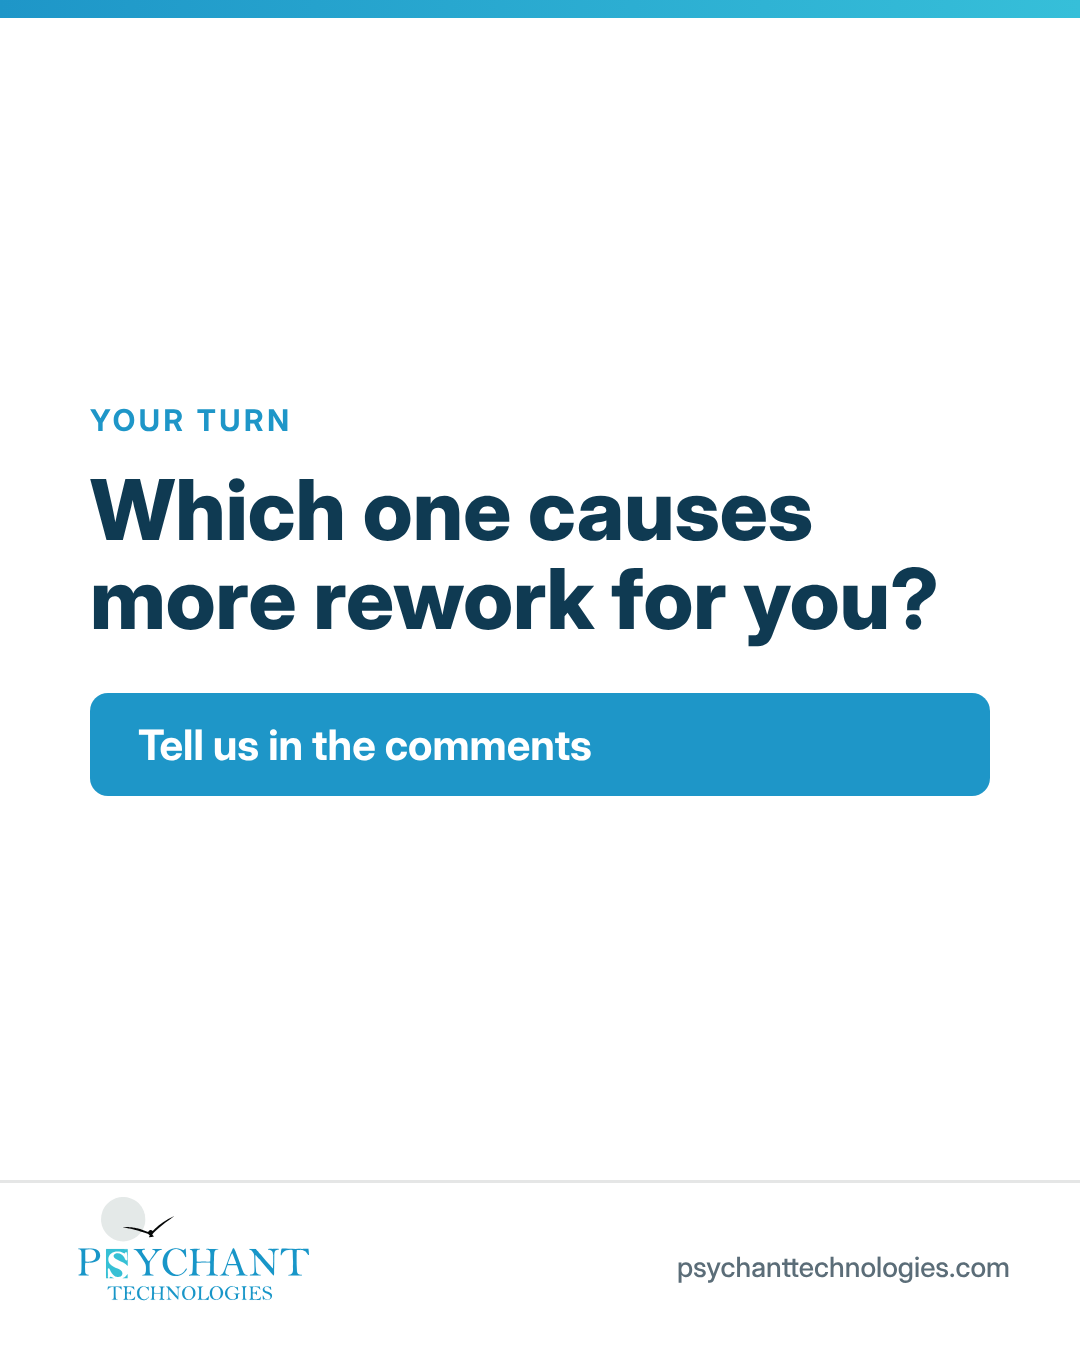 YOUR TURN
Which one causes
more rework for you?
Tell us in the comments
PSYCHANT
TECHNOLOGIES
psychanttechnologies.com